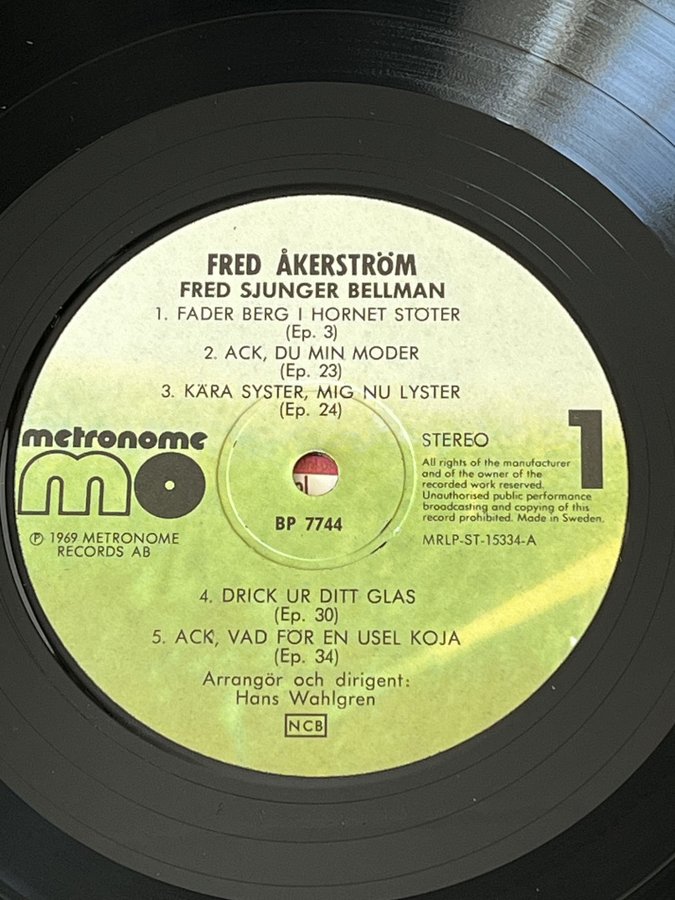 FRED ÅKERSTRÖM
FRED SJUNGER BELLMAN
1. FADER BERG I HORNET STÖTER
(Ep. 3)
2. ACK, DU MIN MODER
(Ep. 23)
3. KÄRA SYSTER, MIG NU LYSTER
(Ep. 24)
metronome
mo
℗ 1969 METRONOME
RECORDS AB
BP 7744
STEREO
1
All rights of the manufacturer
and of the owner of the
recorded work reserved.
Unauthorised public performance
broadcasting and copying of this
record prohibited. Made in Sweden.
MRLP-ST-15334-A
4. DRICK UR DITT GLAS
(Ep. 30)
5. ACK, VAD FÖR EN USEL KOJA
(Ep. 34)
Arrangör och dirigent:
Hans Wahlgren
NCB